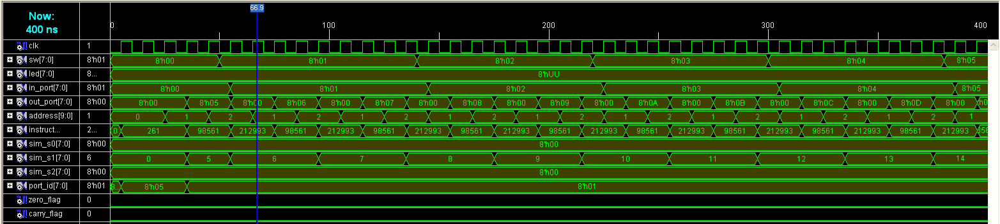 66.9
Now:
400 ns
0 100 200 300 400
clk 1
sw[7:0] 8'h01 8'h00 8'h01 8'h02 8'h03 8'h04 8'h05
led[7:0] 8... 8'hUU
in_port[7:0] 8'h01 8'h00 8'h01 8'h02 8'h03 8'h04 8'h05
out_port[7:0] 8'h00 8'h00 8'h05 8'h00 8'h06 8'h00 8'h07 8'h00 8'h08 8'h00 8'h09 8'h00 8'h0A 8'h00 8'h0B 8'h00 8'h0C 8'h00 8'h0D 8'h00
address[9:0] 1 0 1 2 1 2 1 2 1 2 1 2 1 2 1 2 1 2 1 2 1
instruct... 2... 0 261 98561 212993 98561 212993 98561 212993 98561 212993 98561 212993 98561 212993 98561 212993 98561 212993 98561 212993
sim_s0[7:0] 8'h00 8'h00
sim_s1[7:0] 6 0 5 6 7 8 9 10 11 12 13 14
sim_s2[7:0] 8'h00 8'h00
port_id[7:0] 8'h01 8... 8'h05 8'h01
zero_flag 0
carry_flag 0